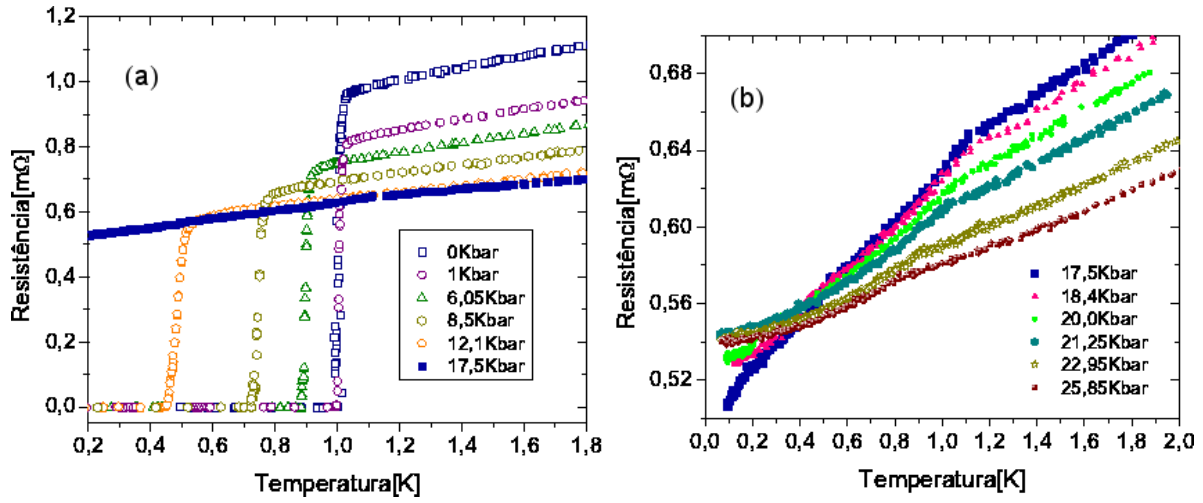 (a)
Resistência[mΩ]
1,2
1,0
0,8
0,6
0,4
0,2
0,0
0,2 0,4 0,6 0,8 1,0 1,2 1,4 1,6 1,8
Temperatura[K]
0Kbar
1Kbar
6,05Kbar
8,5Kbar
12,1Kbar
17,5Kbar
(b)
Resistência[mΩ]
0,68
0,64
0,60
0,56
0,52
0,0 0,2 0,4 0,6 0,8 1,0 1,2 1,4 1,6 1,8 2,0
Temperatura[K]
17,5Kbar
18,4Kbar
20,0Kbar
21,25Kbar
22,95Kbar
25,85Kbar